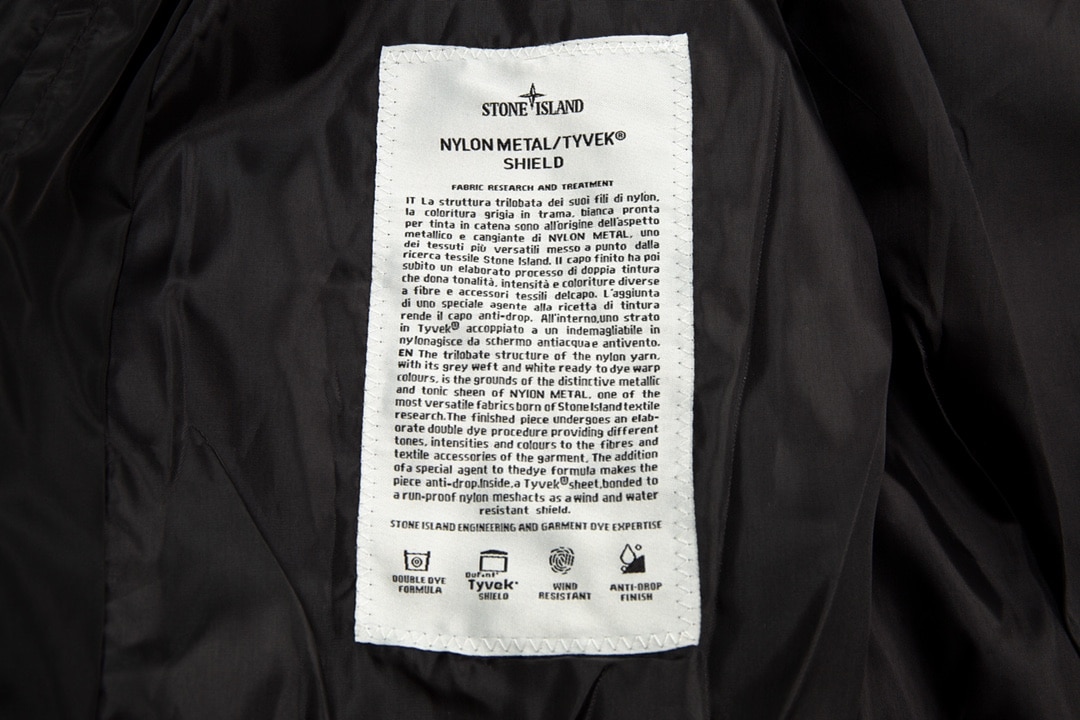 STONE ISLAND
NYLON METAL/TYVEK®
SHIELD
FABRIC RESEARCH AND TREATMENT
IT La struttura trilobata dei suoi fili di nylon,
la coloritura grigia in trama, bianca pronta
per tinta in catena sono all'origine dell'aspetto
metallico e cangiante di NYLON METAL, uno
dei tessuti più versatili messo a punto dalla
ricerca tessile Stone Island. Il capo finito ha poi
subito un elaborato processo di doppia tintura
che dona tonalità, intensità e coloriture diverse
a fibre e accessori tessili delcapo. L'aggiunta
di uno speciale agente alla ricetta di tintura
rende il capo anti-drop. All'interno,uno strato
in Tyvek® accoppiato a un indemagliabile in
nylonagisce da schermo antiacqua e antivento.
EN The trilobate structure of the nylon yarn,
with its grey weft and white ready to dye warp
colours, is the grounds of the distinctive metallic
and tonic sheen of NYlON METAL, one of the
most versatile fabrics born of Stone Island textile
research.The finished piece undergoes an elab-
orate double dye procedure providing different
tones, intensities and colours to the fibres and
textile accessories of the garment, The addition
ofa special agent to thedye formula makes the
piece anti-drop.Inside,a Tyvek®sheet,bonded to
a run-proof nylon meshacts as a wind and water
resistant shield.
STONE ISLAND ENGINEERING AND GARMENT DYE EXPERTISE
DOUBLE DYE
FORMULA
DuPont
Tyvek
SHIELD
WIND
RESISTANT
ANTI-DROP
FINISH